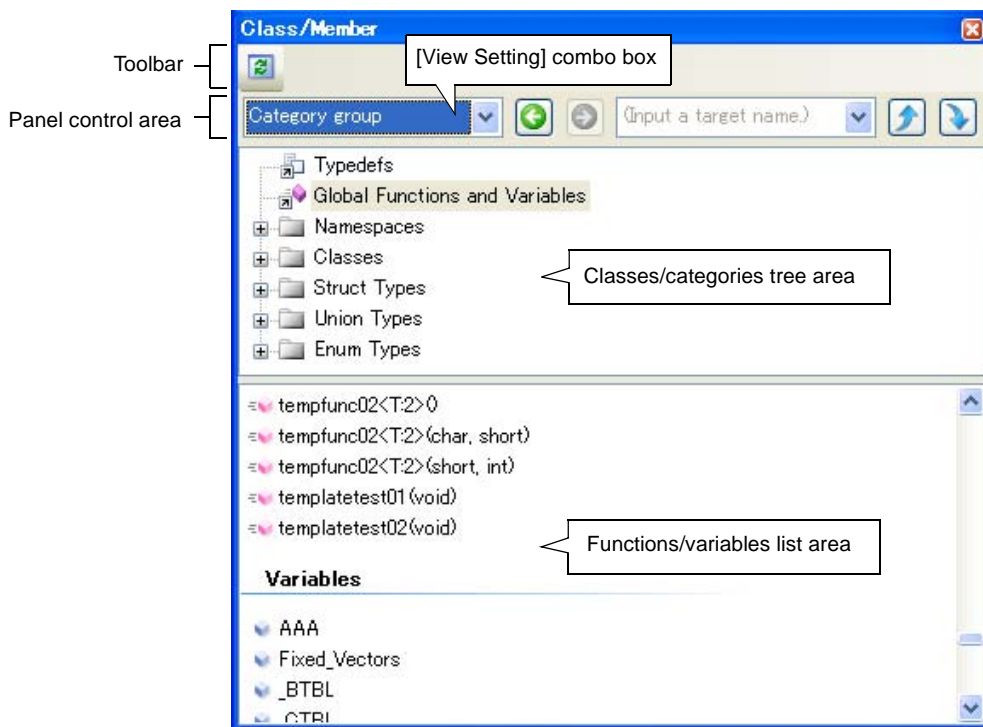 Class/Member
Toolbar
[View Setting] combo box
Panel control area
Category group
(Input a target name.)
Typedefs
Global Functions and Variables
Namespaces
Classes
Classes/categories tree area
Struct Types
Union Types
Enum Types
tempfunc02<T:2>()
tempfunc02<T:2>(char, short)
tempfunc02<T:2>(short, int)
templatetest01(void)
templatetest02(void)
Functions/variables list area
Variables
AAA
Fixed_Vectors
_BTBL
_CTBL